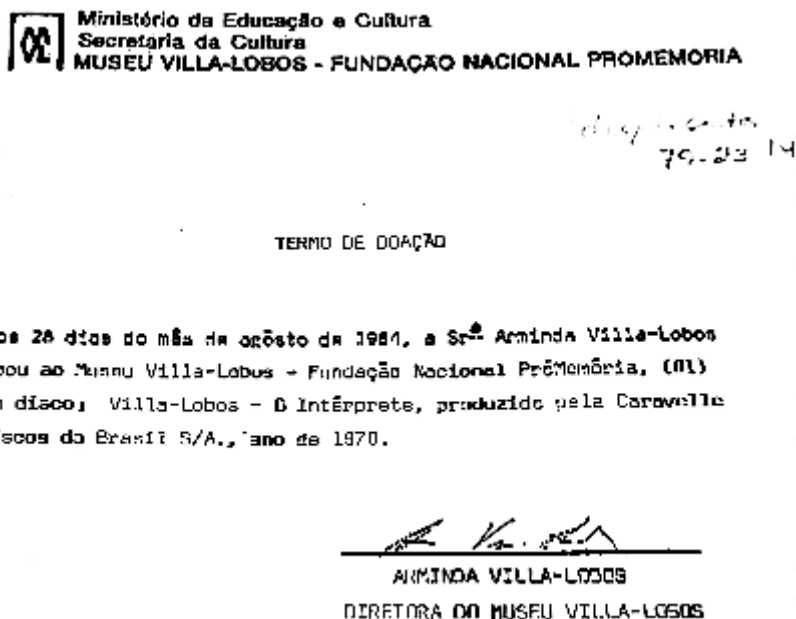 Ministério da Educação e Cultura
Secretaria da Cultura
MUSEU VILLA-LOBOS - FUNDAÇÃO NACIONAL PROMEMORIA
79.23 14
TERMO DE DOAÇÃO
os 28 dias do mês de agôsto de 1984, a Srª Arminda Villa-Lobos
ou ao Museu Villa-Lobos - Fundação Nacional PróMemória, (01)
disco; Villa-Lobos - O Intérprete, produzido pela Caravelle
scos do Brasil S/A., ano de 1970.
ARMINDA VILLA-LOBOS
DIRETORA DO MUSEU VILLA-LOBOS